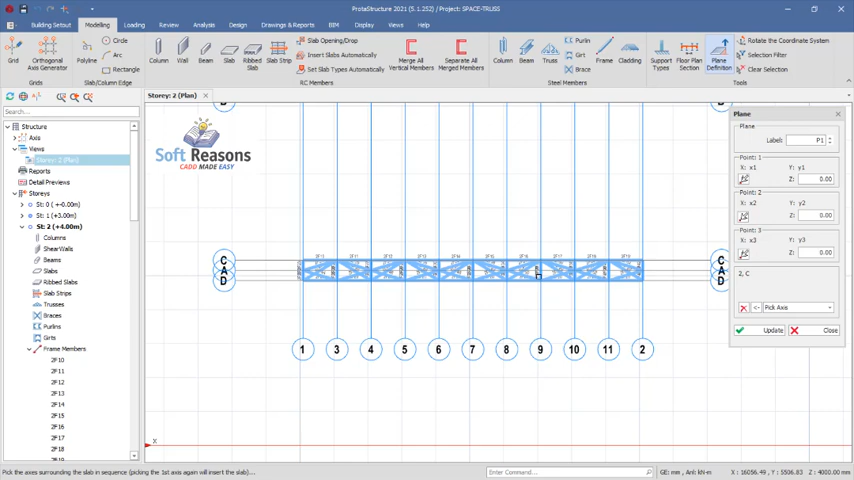 ProtaStructure 2021 (5.1.252) / Project: SPACE-TRUSS
Building Setout Modelling Loading Review Analysis Design Drawings & Reports BIM Display Views Help
Grid
Orthogonal Axis Generator
Grids
Polyline
Circle
Arc
Rectangle
Slab/Column Edge
Column
Wall
Beam
Slab
Ribbed Slab
Slab Strip
Slab Opening/Drop
Insert Slabs Automatically
Set Slab Types Automatically
Merge All Vertical Members
Separate All Merged Members
RC Members
Column
Beam
Truss
Purlin
Girt
Brace
Frame
Cladding
Steel Members
Support Types
Floor Plan Section
Plane Definition
Rotate the Coordinate System
Selection Filter
Clear Selection
Tools
Search...
Structure
Axis
Views
Storey: 2 (Plan)
Reports
Detail Previews
Storeys
St: 0 (+-0.00m)
St: 1 (+3.00m)
St: 2 (+4.00m)
Columns
ShearWalls
Beams
Slabs
Ribbed Slabs
Slab Strips
Trusses
Braces
Purlins
Girts
Frame Members
2F10
2F11
2F12
2F13
2F14
2F15
2F16
2F17
2F18
2F19
Storey: 2 (Plan)
Soft Reasons
CADD MADE EASY
C
A
D
C
A
D
1 3 4 5 6 7 8 9 10 11 2
X
Plane
Plane
Label: P1
Point: 1
X: x1 Y: y1
Z: 0.00
Point: 2
X: x2 Y: y2
Z: 0.00
Point: 3
X: x3 Y: y3
Z: 0.00
2, C
<- Pick Axis
Update Close
Pick the axes surrounding the slab in sequence (picking the 1st axis again will insert the slab)...
Enter Command...
GE: mm, Anl: kN-m
X : 16056.49 Y : 5506.83 Z : 4000.00 mm